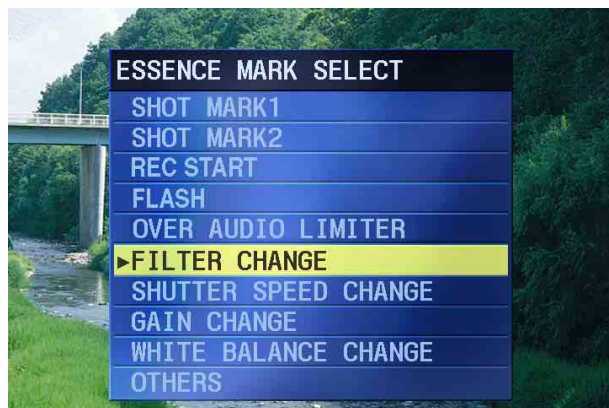 ESSENCE MARK SELECT
SHOT MARK1
SHOT MARK2
REC START
FLASH
OVER AUDIO LIMITER
►FILTER CHANGE
SHUTTER SPEED CHANGE
GAIN CHANGE
WHITE BALANCE CHANGE
OTHERS